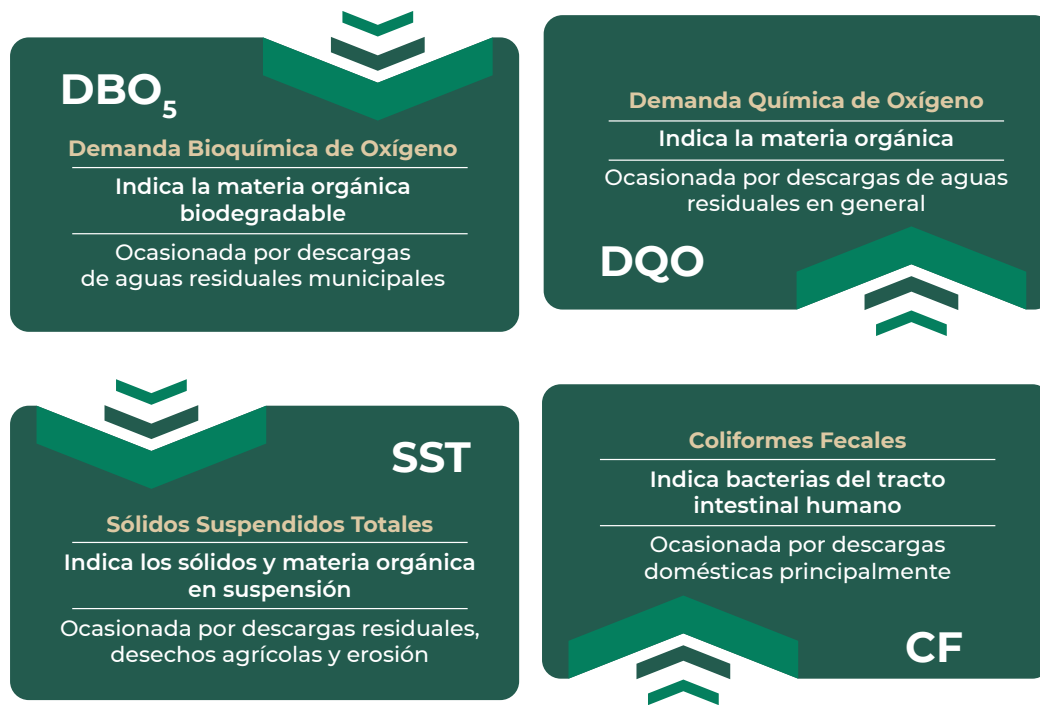 DBO5
Demanda Bioquímica de Oxígeno
Indica la materia orgánica
biodegradable
Ocasionada por descargas
de aguas residuales municipales
Demanda Química de Oxígeno
Indica la materia orgánica
Ocasionada por descargas de aguas
residuales en general
DQO
SST
Sólidos Suspendidos Totales
Indica los sólidos y materia orgánica
en suspensión
Ocasionada por descargas residuales,
desechos agrícolas y erosión
Coliformes Fecales
Indica bacterias del tracto
intestinal humano
Ocasionada por descargas
domésticas principalmente
CF